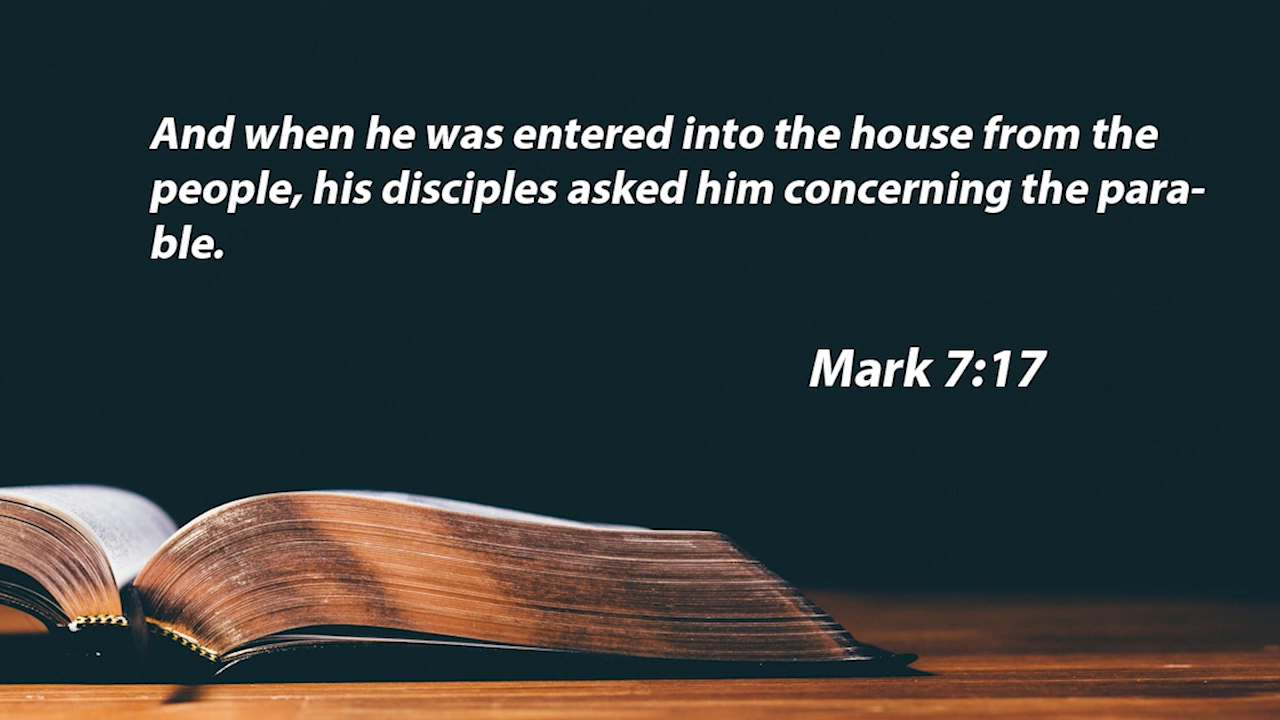 And when he was entered into the house from the
people, his disciples asked him concerning the para-
ble.
Mark 7:17